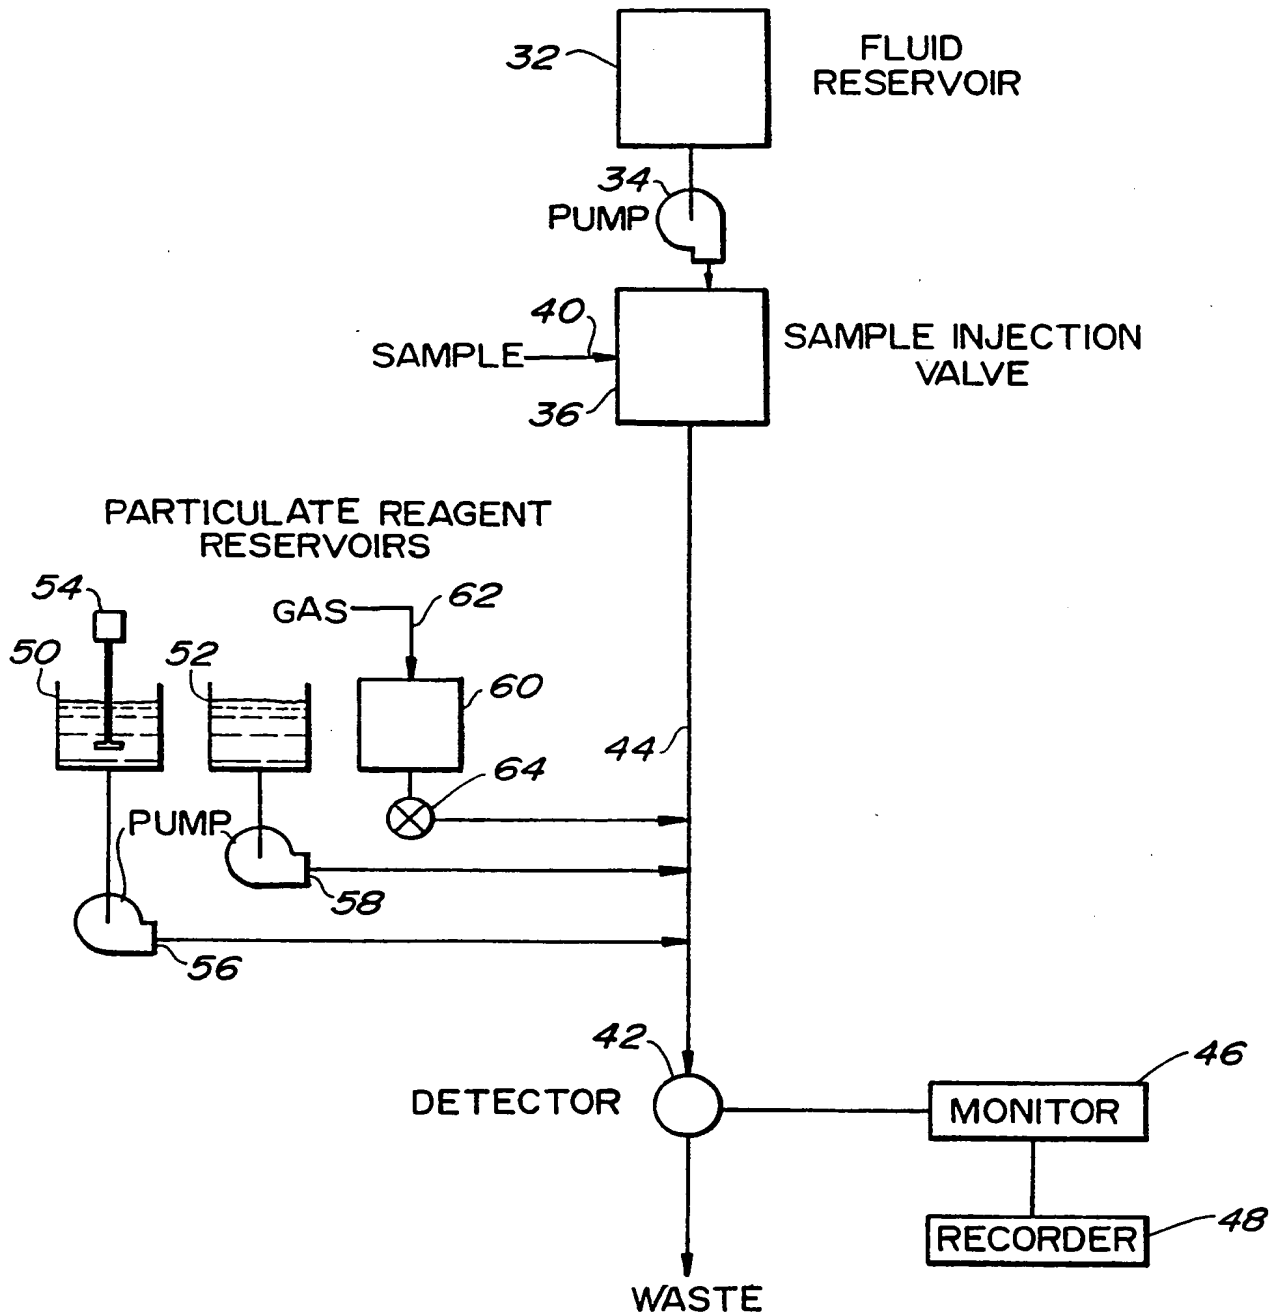 32
FLUID
RESERVOIR
34
PUMP
40
SAMPLE
SAMPLE INJECTION
VALVE
36
PARTICULATE REAGENT
RESERVOIRS
54
GAS
62
50
52
60
44
64
PUMP
58
56
42
DETECTOR
46
MONITOR
RECORDER
48
WASTE